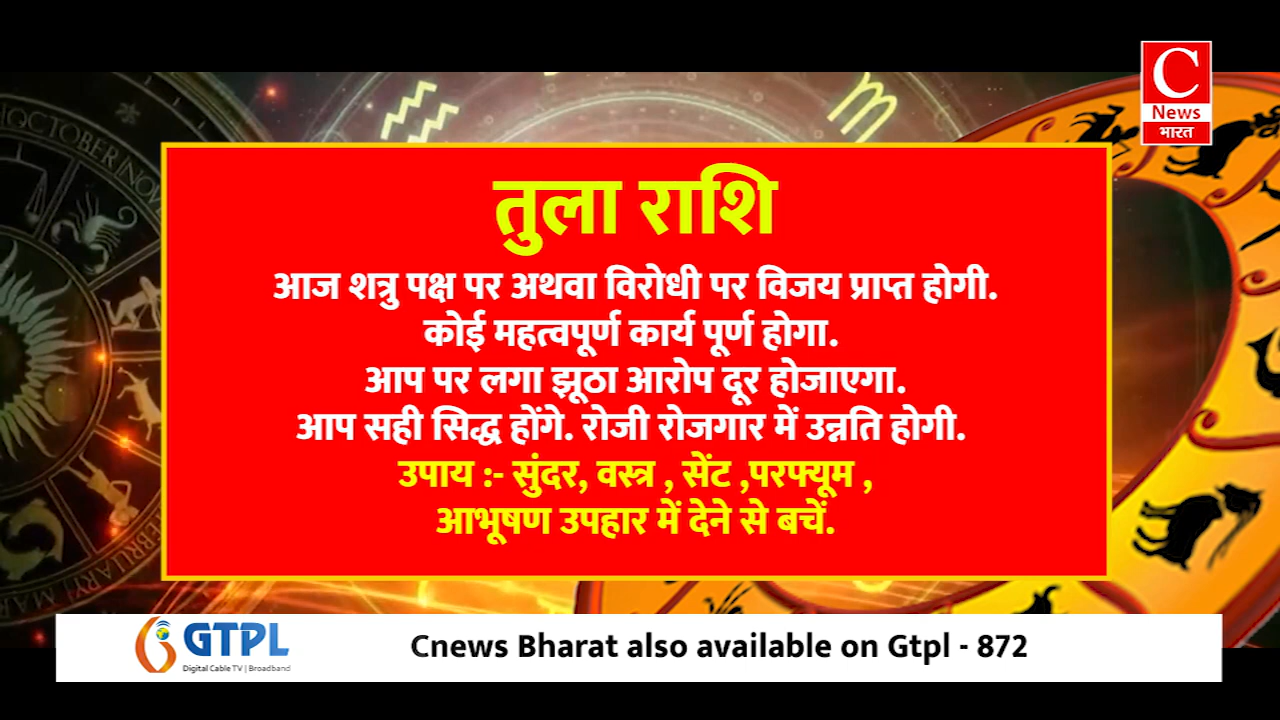 C
News
भारत
OCTOBER
तुला राशि
आज शत्रु पक्ष पर अथवा विरोधी पर विजय प्राप्त होगी.
कोई महत्वपूर्ण कार्य पूर्ण होगा.
आप पर लगा झूठा आरोप दूर होजाएगा.
आप सही सिद्ध होंगे. रोजी रोजगार में उन्नति होगी.
उपाय :- सुंदर, वस्त्र , सेंट ,परफ्यूम ,
आभूषण उपहार में देने से बचें.
GTPL
Digital Cable TV | Broadband
Cnews Bharat also available on Gtpl - 872